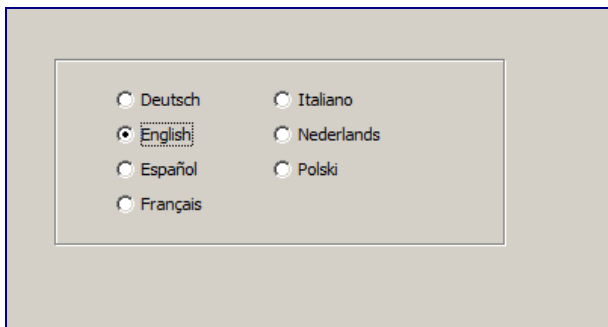 Deutsch
English
Español
Français
Italiano
Nederlands
Polski